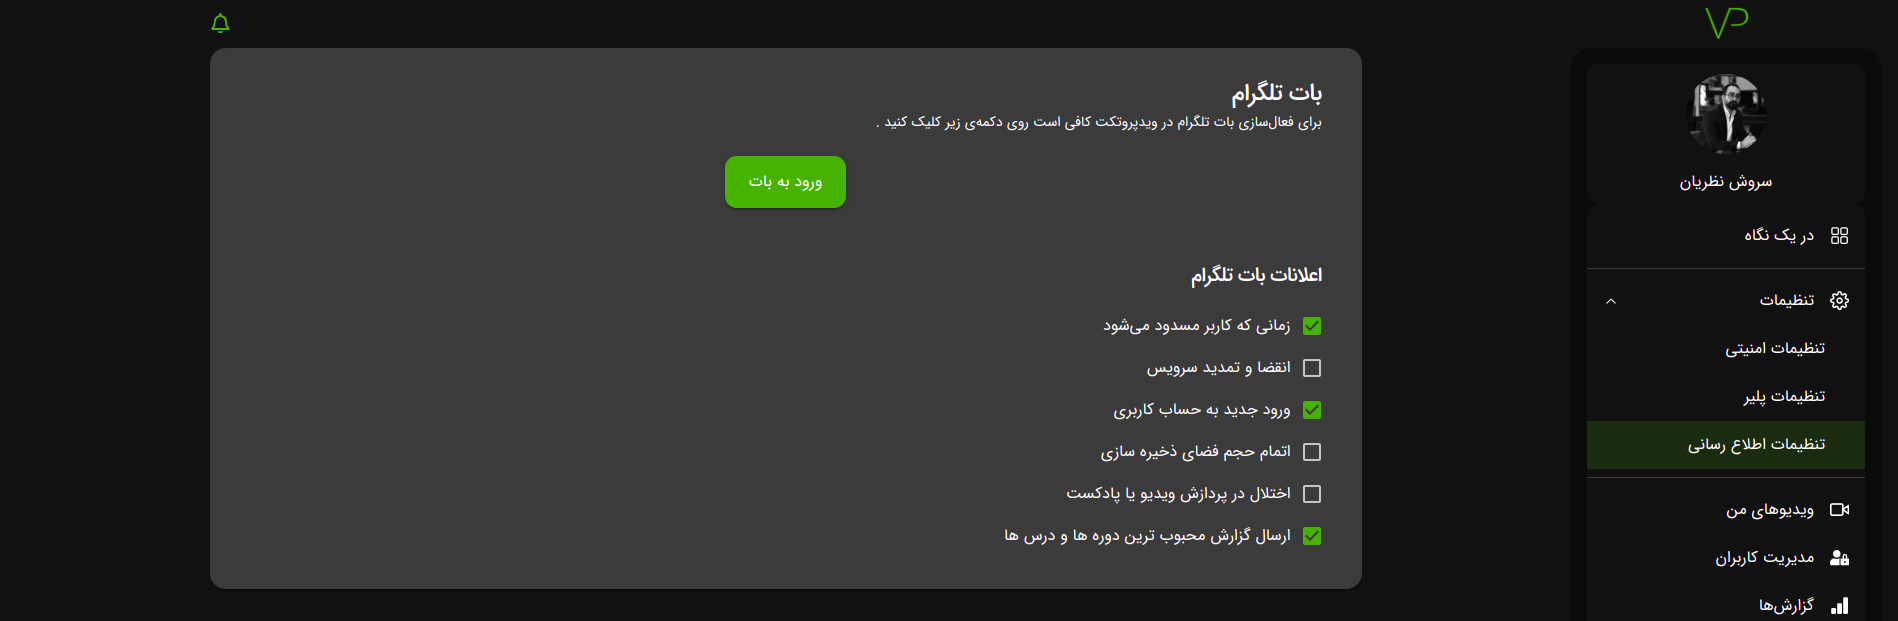 VP
سروش نظریان
در یک نگاه
تنظیمات
تنظیمات امنیتی
تنظیمات پلیر
تنظیمات اطلاع رسانی
ویدیوهای من
مدیریت کاربران
گزارش‌ها
بات تلگرام
برای فعال‌سازی بات تلگرام در ویدپروتکت کافی است روی دکمه‌ی زیر کلیک کنید .
ورود به بات
اعلانات بات تلگرام
زمانی که کاربر مسدود می‌شود
انقضا و تمدید سرویس
ورود جدید به حساب کاربری
اتمام حجم فضای ذخیره سازی
اختلال در پردازش ویدیو یا پادکست
ارسال گزارش محبوب ترین دوره ها و درس ها